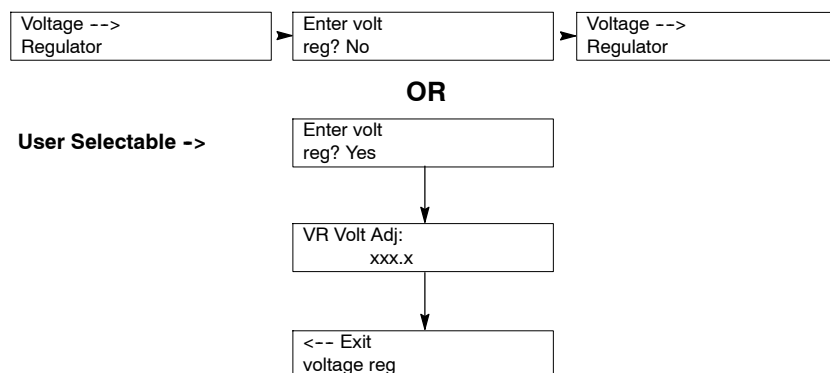 Voltage -->
Regulator
Enter volt
reg? No
Voltage -->
Regulator
OR
User Selectable ->
Enter volt
reg? Yes
VR Volt Adj:
xxx.x
<-- Exit
voltage reg